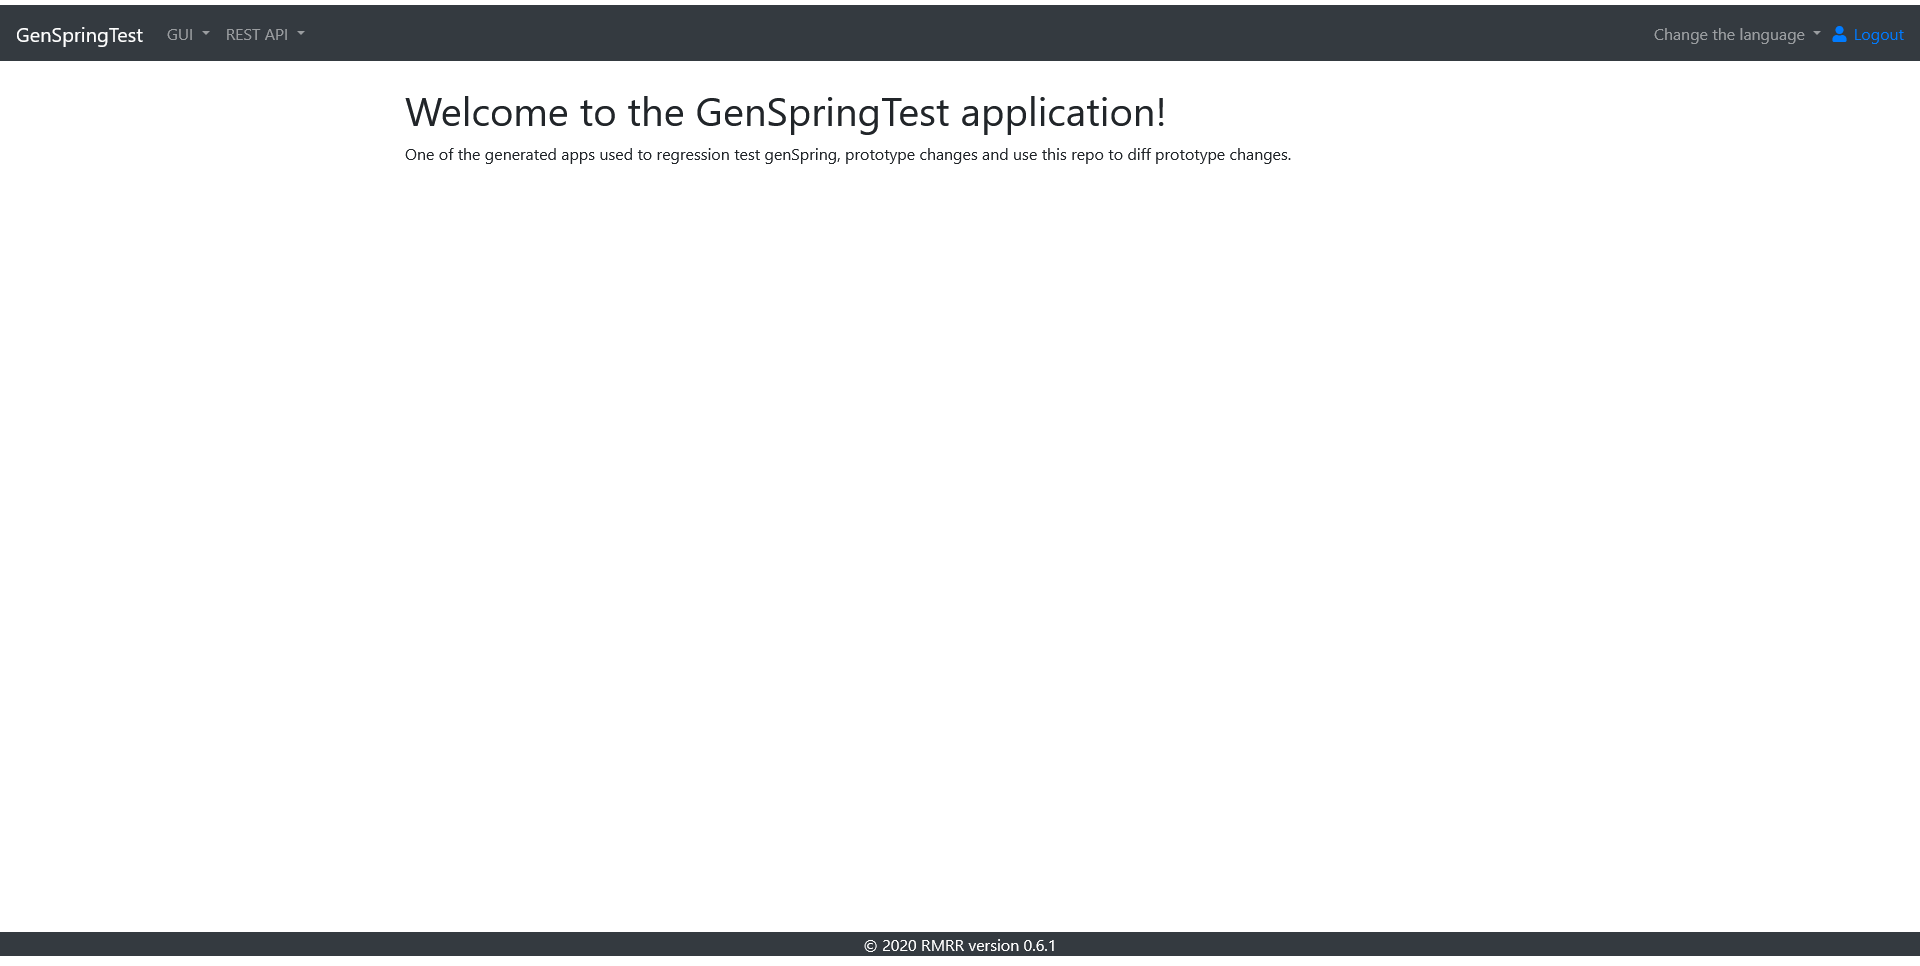 GenSpringTest GUI REST API Change the language Logout
Welcome to the GenSpringTest application!
One of the generated apps used to regression test genSpring, prototype changes and use this repo to diff prototype changes.
© 2020 RMRR version 0.6.1